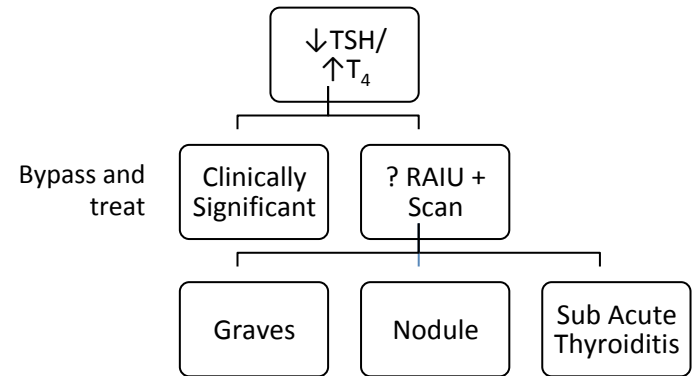 ↓TSH/
↑T₄
Bypass and
treat
Clinically
Significant
? RAIU +
Scan
Graves
Nodule
Sub Acute
Thyroiditis